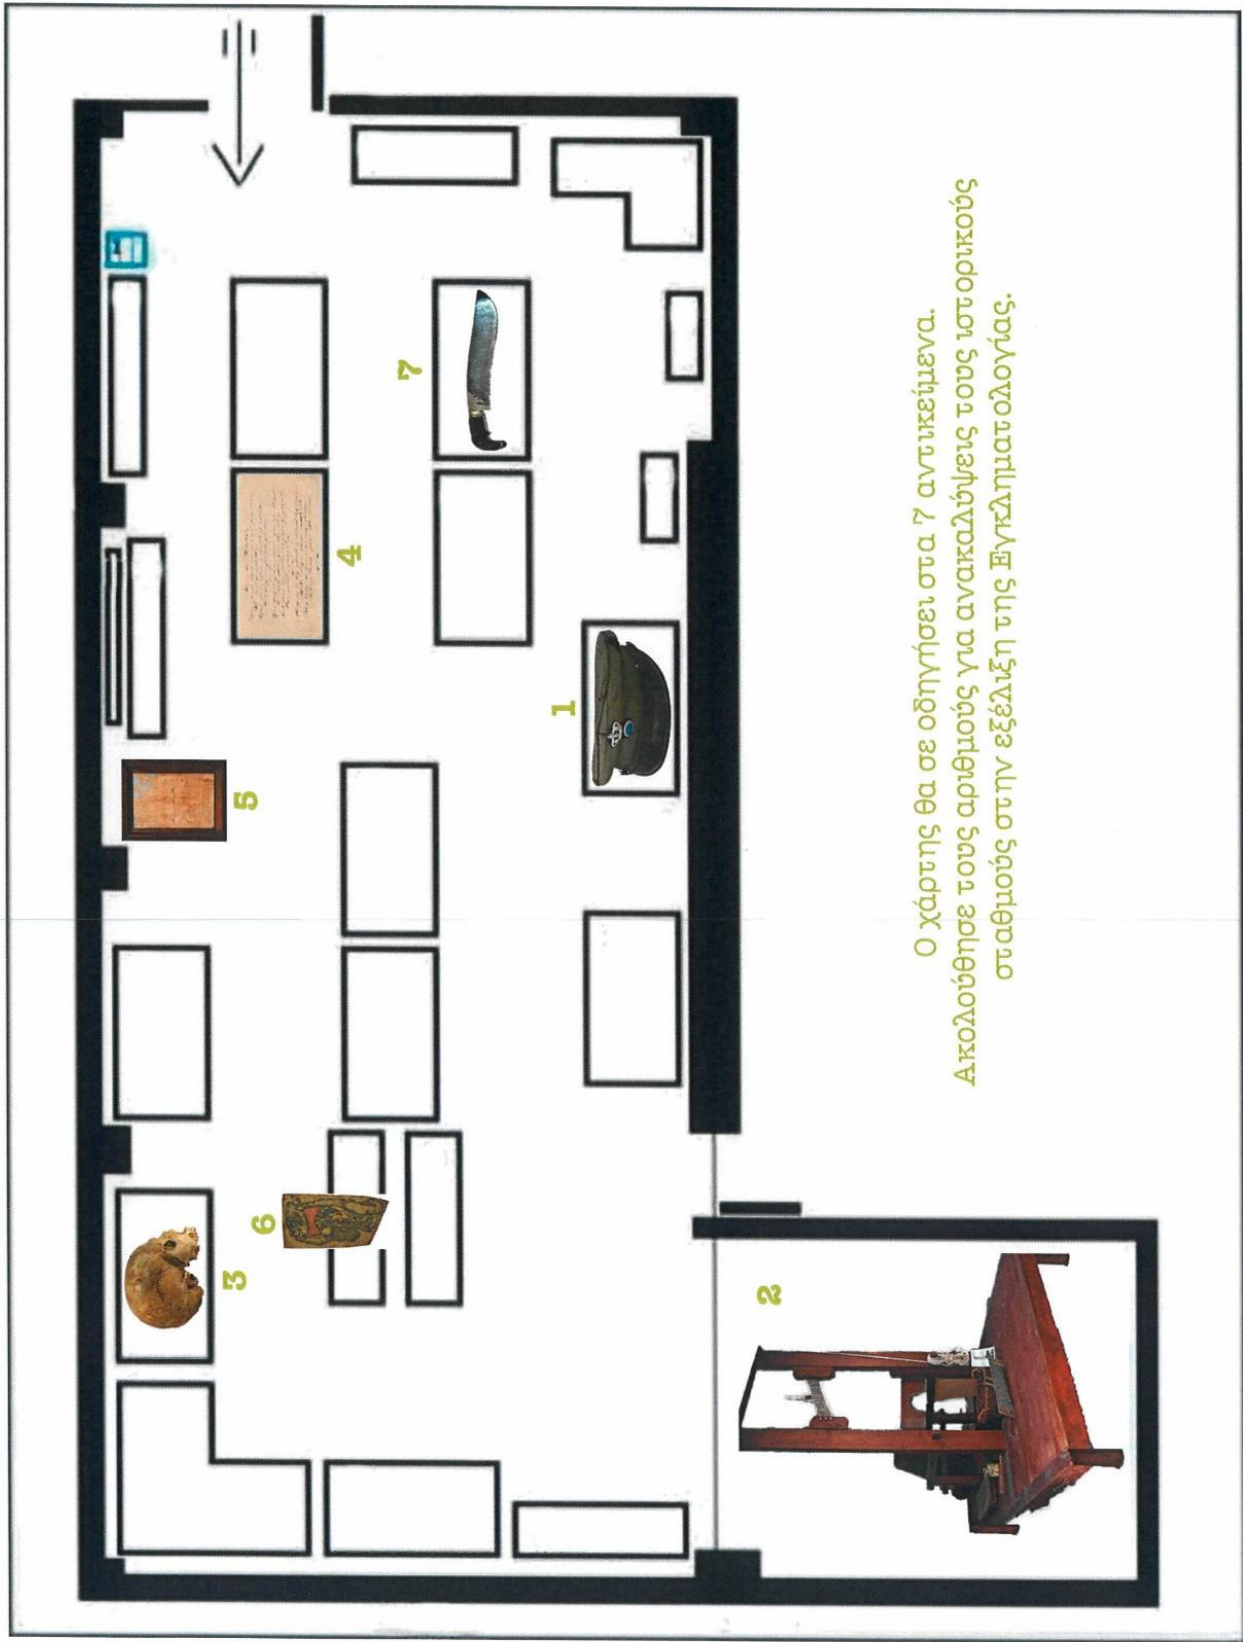 3
5
6
4
7
1
2
Ο χάρτης θα σε οδηγήσει στα 7 αντικείμενα.
Ακολούθησε τους αριθμούς για ανακαλύψεις τους ιστορικούς
σταθμούς στην εξέλιξη της Εγκληματολογίας.